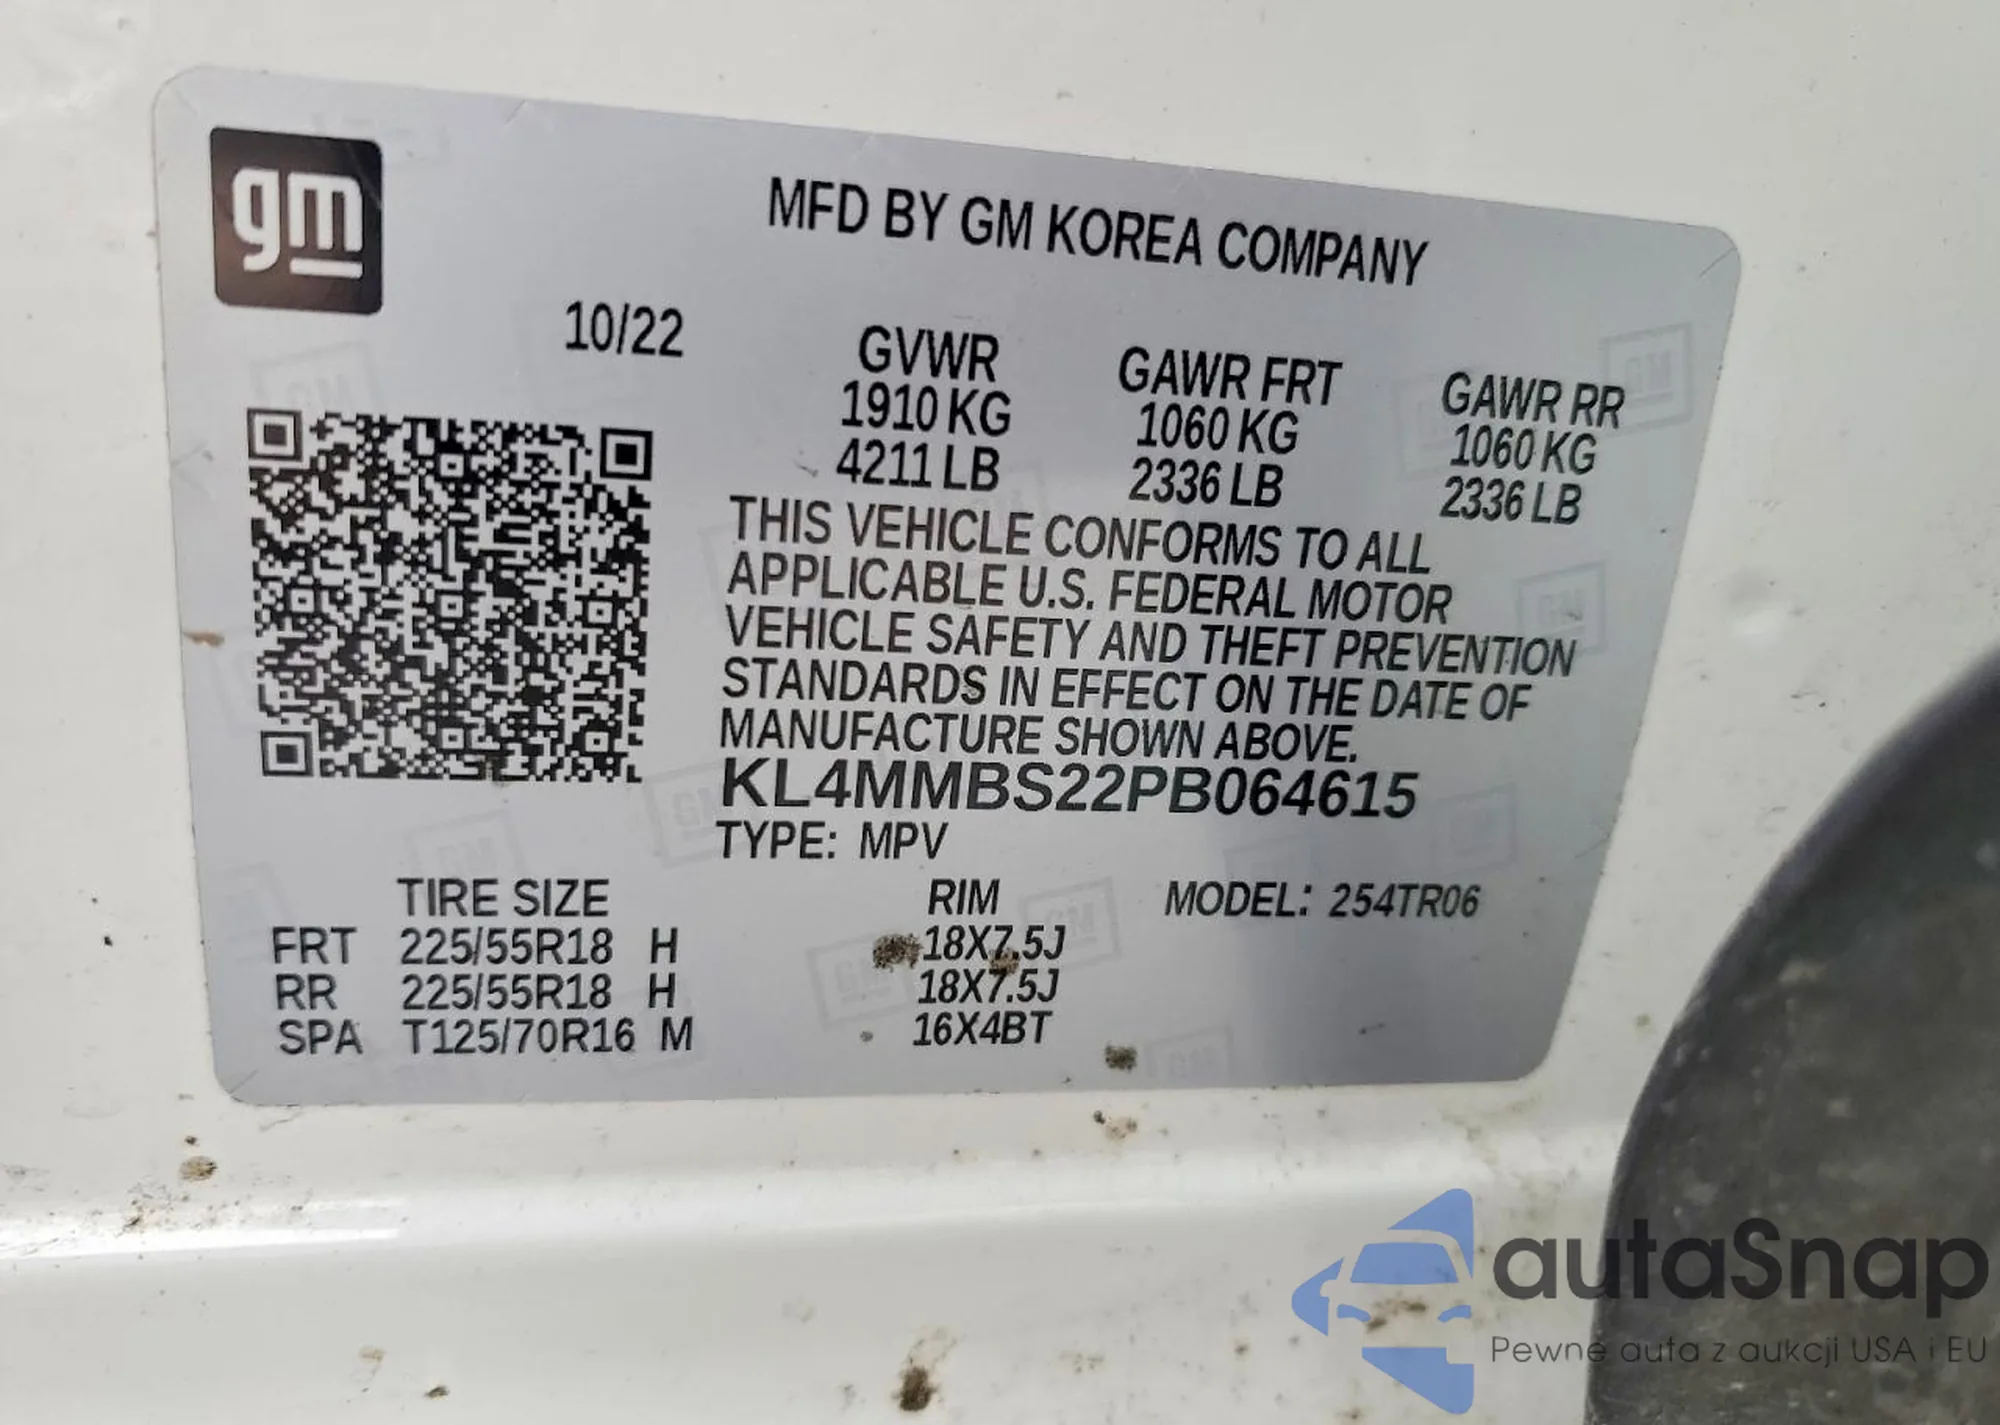 gm
MFD BY GM KOREA COMPANY
10/22
GVWR GAWR FRT GAWR RR
1910 KG 1060 KG 1060 KG
4211 LB 2336 LB 2336 LB
THIS VEHICLE CONFORMS TO ALL
APPLICABLE U.S. FEDERAL MOTOR
VEHICLE SAFETY AND THEFT PREVENTION
STANDARDS IN EFFECT ON THE DATE OF
MANUFACTURE SHOWN ABOVE.
KL4MMBS22PB064615
TYPE: MPV
TIRE SIZE RIM MODEL: 254TR06
FRT 225/55R18 H 18X7.5J
RR 225/55R18 H 18X7.5J
SPA T125/70R16 M 16X4BT
autaSnap
Pewne auta z aukcji USA i EU